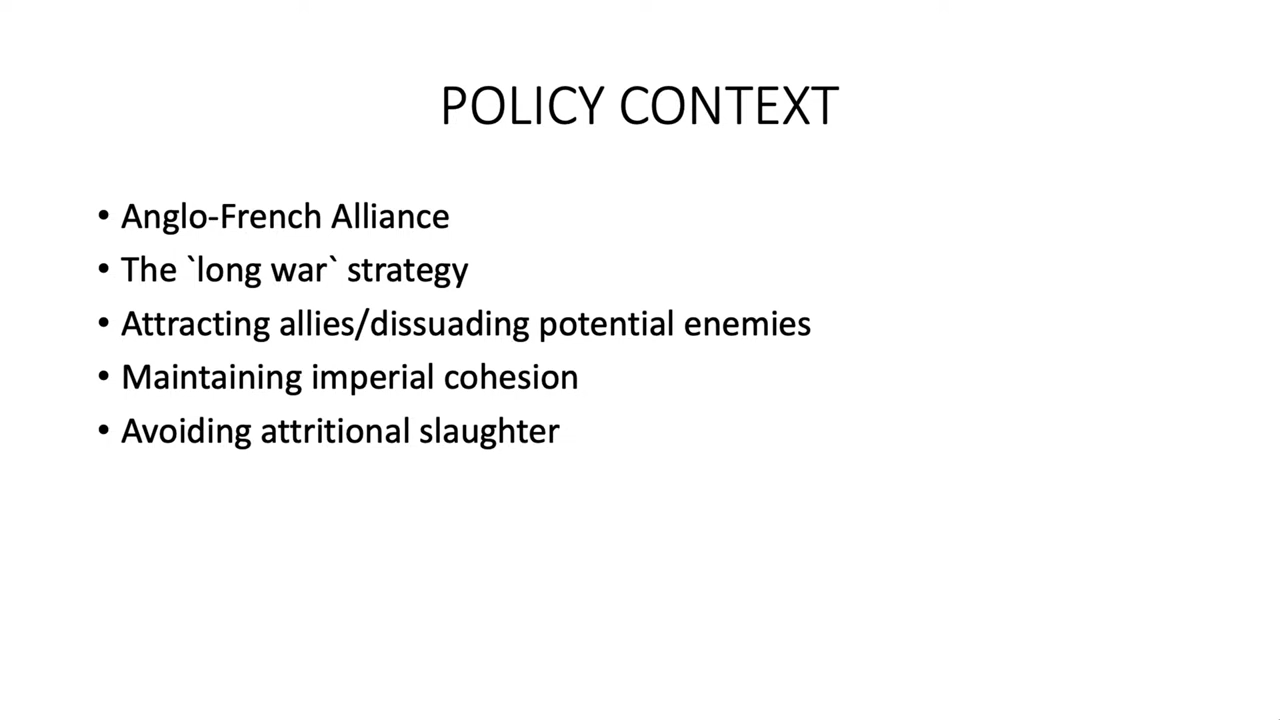 POLICY CONTEXT
• Anglo-French Alliance
• The `long war` strategy
• Attracting allies/dissuading potential enemies
• Maintaining imperial cohesion
• Avoiding attritional slaughter